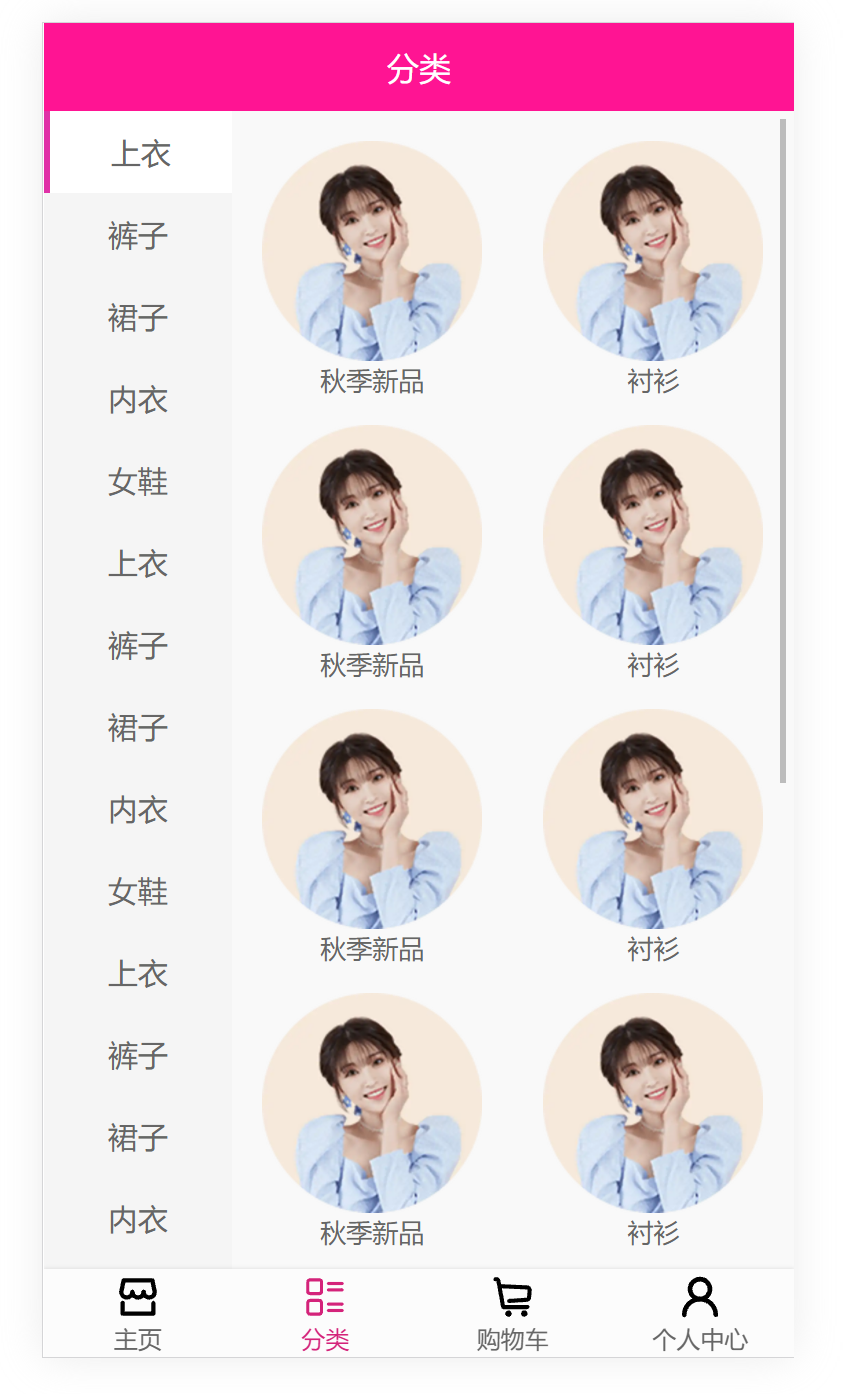 分类
上衣
裤子
裙子
内衣
女鞋
上衣
裤子
裙子
内衣
女鞋
上衣
裤子
裙子
内衣
秋季新品 衬衫
秋季新品 衬衫
秋季新品 衬衫
秋季新品 衬衫
主页 分类 购物车 个人中心